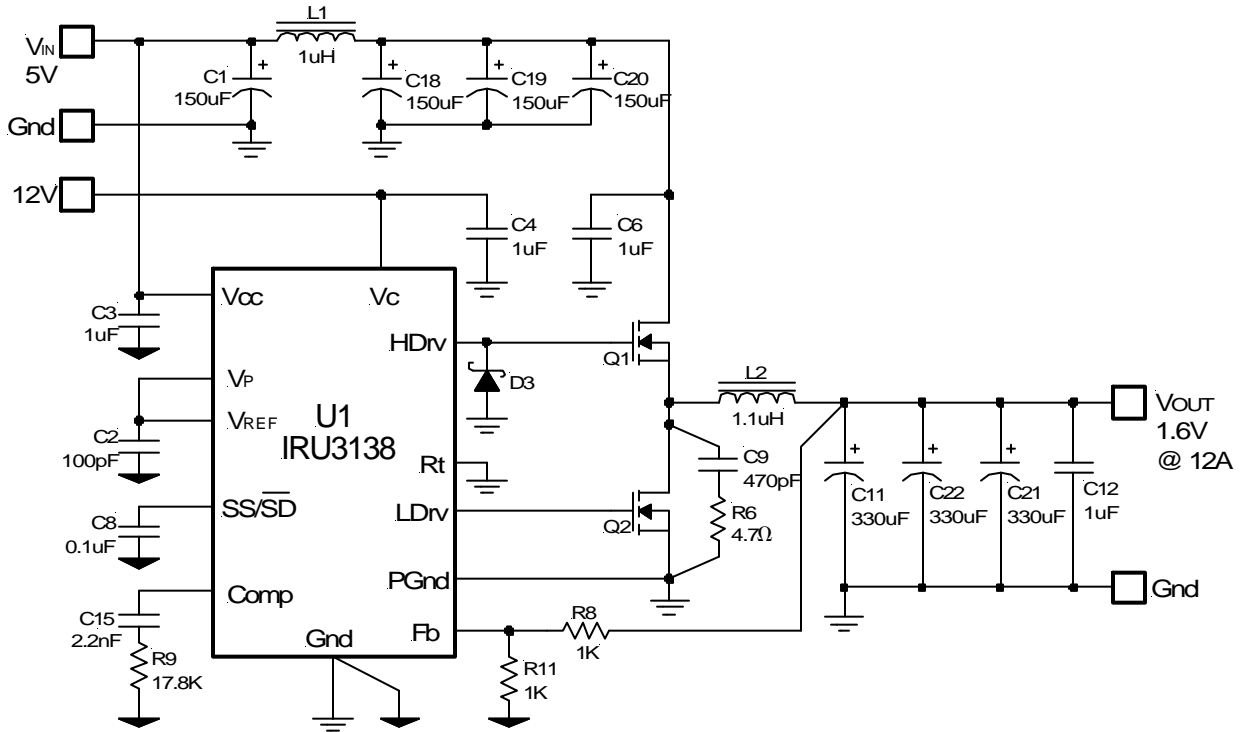 L1
1uH
VIN
5V
C1
150uF
C18
150uF
C19
150uF
C20
150uF
Gnd
12V
C4
1uF
C6
1uF
Vcc
Vc
C3
1uF
HDrv
Q1
D3
L2
1.1uH
VP
VREF
U1
IRU3138
C2
100pF
Rt
C9
470pF
VOUT
1.6V
@ 12A
C11
330uF
C22
330uF
C21
330uF
C12
1uF
SS/SD
C8
0.1uF
LDrv
Q2
R6
4.7Ω
PGnd
Gnd
Comp
C15
2.2nF
R9
17.8K
Gnd
Fb
R8
1K
R11
1K